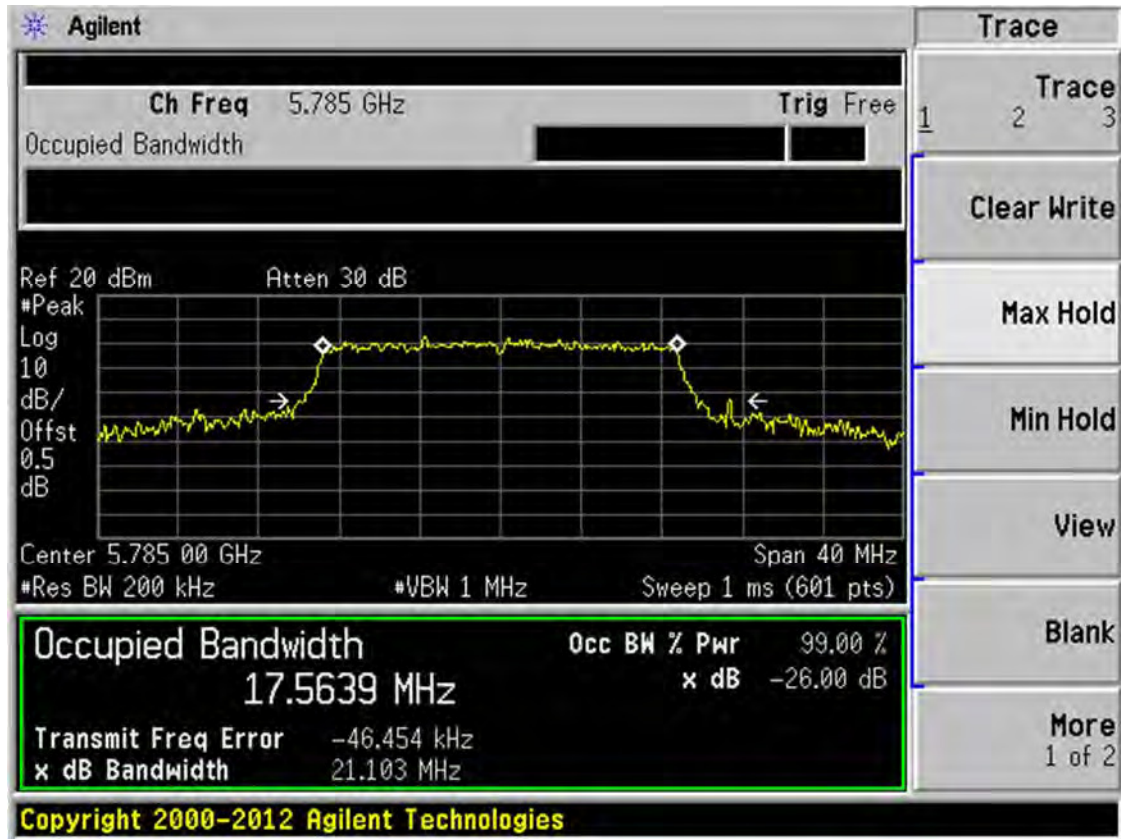 Agilent
Trace
Ch Freq 5.785 GHz Trig Free
Occupied Bandwidth
Trace
1 2 3
Clear Write
Max Hold
Min Hold
View
Blank
More
1 of 2
Ref 20 dBm Atten 30 dB
#Peak
Log
10
dB/
Offst
0.5
dB
Center 5.785 00 GHz Span 40 MHz
#Res BW 200 kHz #VBW 1 MHz Sweep 1 ms (601 pts)
Occupied Bandwidth
17.5639 MHz
Occ BW % Pwr 99.00 %
x dB -26.00 dB
Transmit Freq Error -46.454 kHz
x dB Bandwidth 21.103 MHz
Copyright 2000-2012 Agilent Technologies